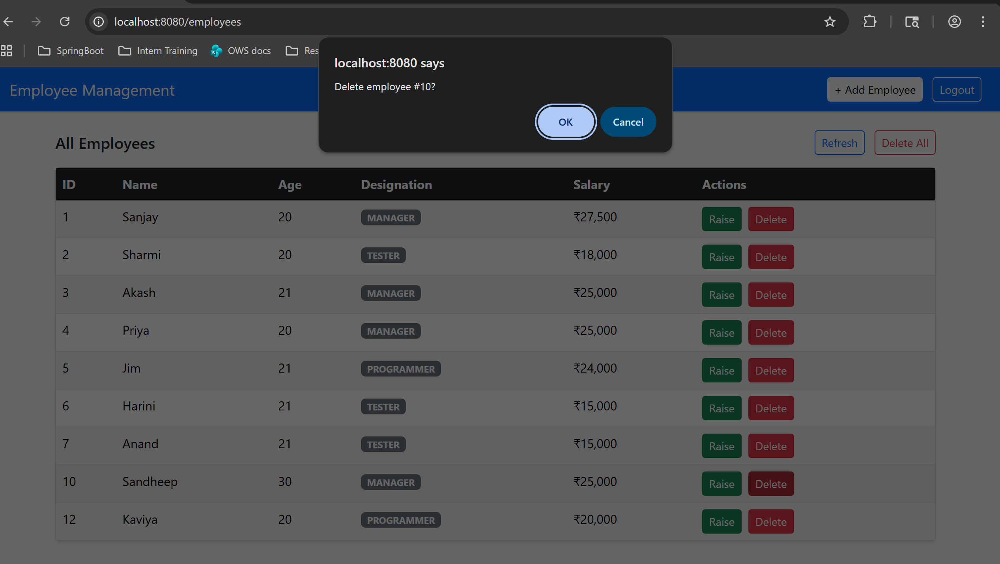 localhost:8080/employees
SpringBoot Intern Training OWS docs Res
localhost:8080 says
Delete employee #10?
OK Cancel
Employee Management + Add Employee Logout
All Employees Refresh Delete All
ID Name Age Designation Salary Actions
1 Sanjay 20 MANAGER ₹27,500 Raise Delete
2 Sharmi 20 TESTER ₹18,000 Raise Delete
3 Akash 21 MANAGER ₹25,000 Raise Delete
4 Priya 20 MANAGER ₹25,000 Raise Delete
5 Jim 21 PROGRAMMER ₹24,000 Raise Delete
6 Harini 21 TESTER ₹15,000 Raise Delete
7 Anand 21 TESTER ₹15,000 Raise Delete
10 Sandheep 30 MANAGER ₹25,000 Raise Delete
12 Kaviya 20 PROGRAMMER ₹20,000 Raise Delete